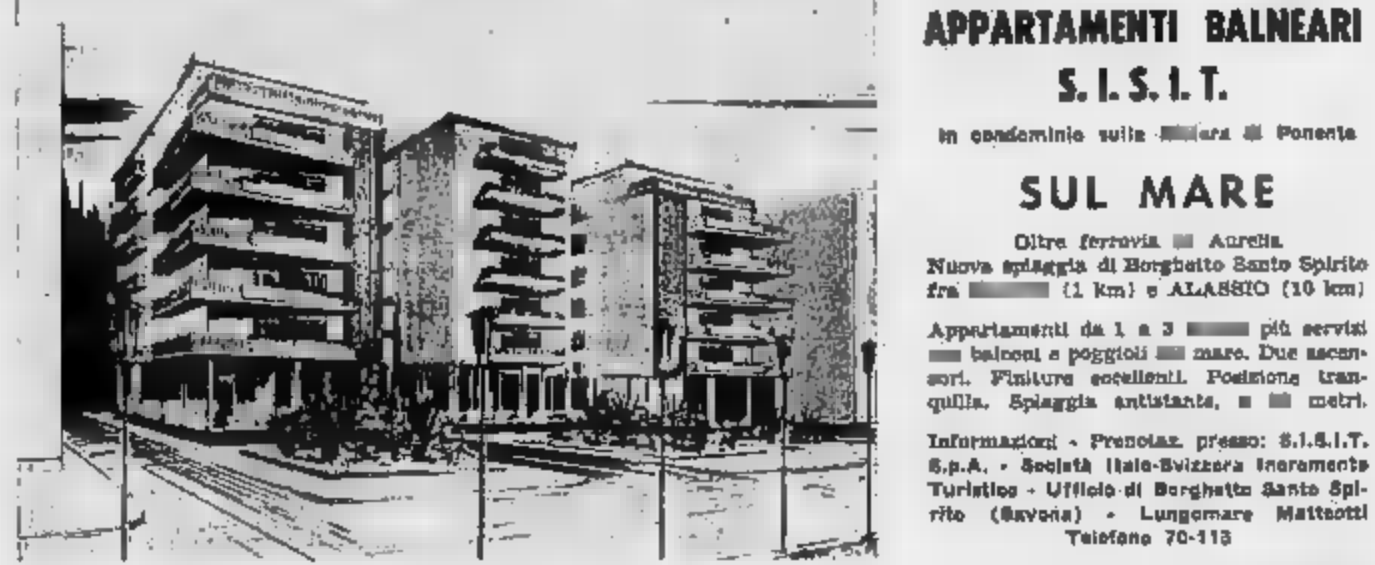 APPARTAMENTI BALNEARI
S. I. S. I. T.
in condominio sulla di Ponente
SUL MARE
Oltre ferrovia Aurelia
Nuova spiaggia di Borghetto Santo Spirito
fra (1 km) e ALASSIO (10 km)
Appartamenti da 1 a 3 più servizi
balconi e poggioli mare. Due ascen-
sori. Finiture eccellenti. Posizione tran-
quilla. Spiaggia antistante, a metri.
Informazioni - Prenotaz. presso: S.I.S.I.T.
S.p.A. - Società Italo-Svizzera Incremento
Turistico - Ufficio di Borghetto Santo Spi-
rito (Savona) - Lungomare Matteotti
Telefono 70-113